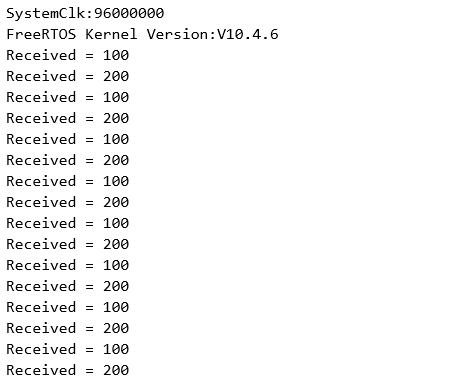 SystemClk:96000000
FreeRTOS Kernel Version:V10.4.6
Received = 100
Received = 200
Received = 100
Received = 200
Received = 100
Received = 200
Received = 100
Received = 200
Received = 100
Received = 200
Received = 100
Received = 200
Received = 100
Received = 200
Received = 100
Received = 200